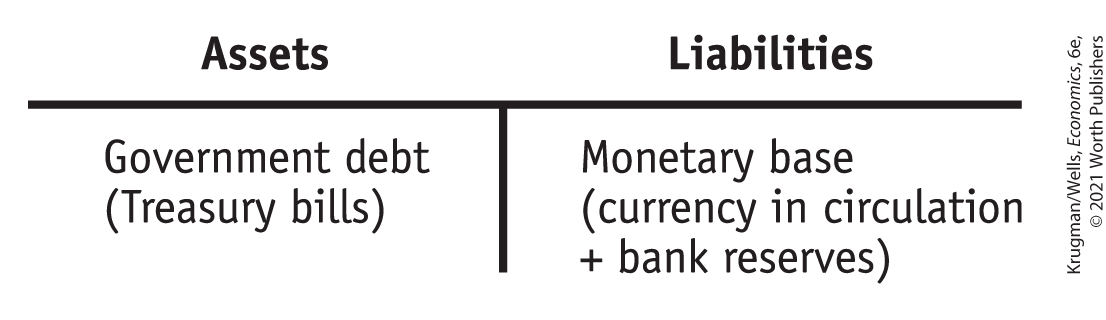 Assets
Liabilities
Government debt
(Treasury bills)
Monetary base
(currency in circulation
+ bank reserves)
Krugman/Wells, Economics, 6e,
© 2021 Worth Publishers